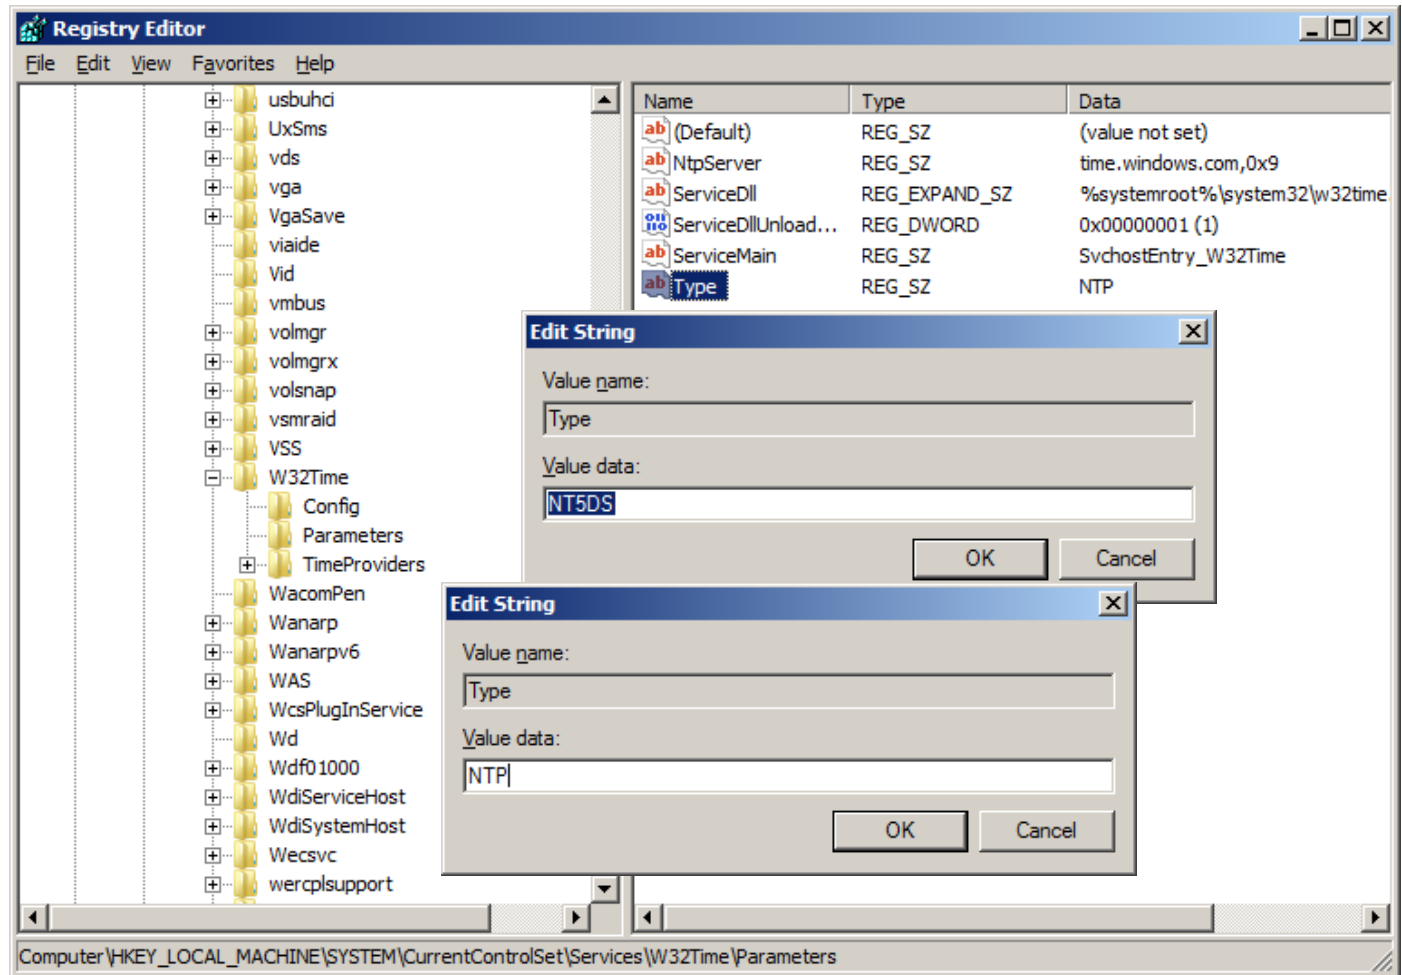 Registry Editor
File Edit View Favorites Help
usbuhci
UxSms
vds
vga
VgaSave
viaide
Vid
vmbus
volmgr
volmgrx
volsnap
vsmraid
VSS
W32Time
Config
Parameters
TimeProviders
WacomPen
Wanarp
Wanarpv6
WAS
WcsPlugInService
Wd
Wdf01000
WdiServiceHost
WdiSystemHost
Wecsvc
wercplsupport
Name Type Data
(Default) REG_SZ (value not set)
NtpServer REG_SZ time.windows.com,0x9
ServiceDll REG_EXPAND_SZ %systemroot%\system32\w32time.
ServiceDllUnload... REG_DWORD 0x00000001 (1)
ServiceMain REG_SZ SvchostEntry_W32Time
Type REG_SZ NTP
Edit String
Value name:
Type
Value data:
NT5DS
OK Cancel
Edit String
Value name:
Type
Value data:
NTP
OK Cancel
Computer\HKEY_LOCAL_MACHINE\SYSTEM\CurrentControlSet\Services\W32Time\Parameters